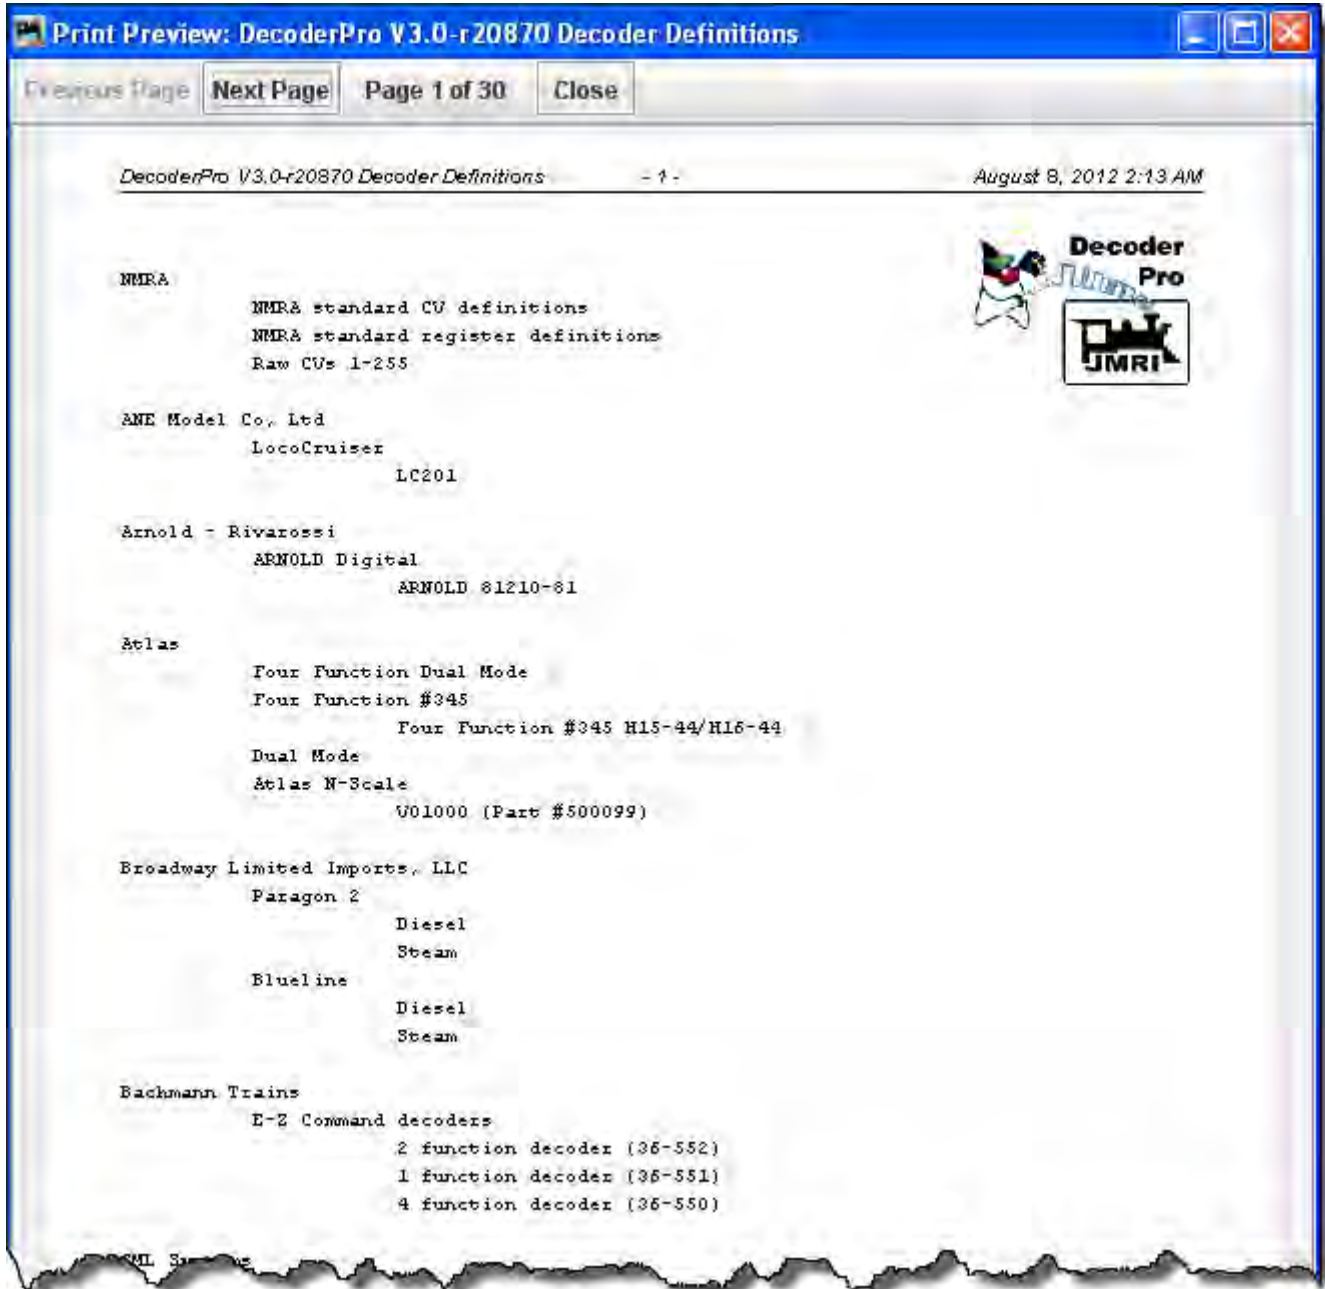 Print Preview: DecoderPro V3.0-r20870 Decoder Definitions
Previous Page Next Page Page 1 of 30 Close
DecoderPro V3.0-r20870 Decoder Definitions - 1 - August 8, 2012 2:13 AM
Decoder
Pro
JMRI
NMRA
NMRA standard CV definitions
NMRA standard register definitions
Raw CVs 1-255
ANE Model Co, Ltd
LocoCruiser
LC201
Arnold - Rivarossi
ARNOLD Digital
ARNOLD 81210-81
Atlas
Four Function Dual Mode
Four Function #345
Four Function #345 H15-44/H16-44
Dual Mode
Atlas N-Scale
VO1000 (Part #500099)
Broadway Limited Imports, LLC
Paragon 2
Diesel
Steam
Blueline
Diesel
Steam
Bachmann Trains
E-Z Command decoders
2 function decoder (36-552)
1 function decoder (36-551)
4 function decoder (36-550)